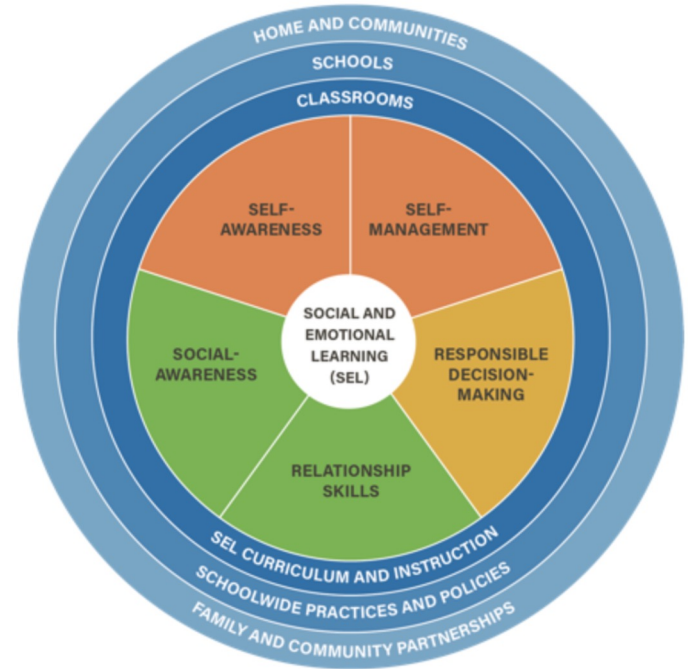 HOME AND COMMUNITIES
SCHOOLS
CLASSROOMS
SELF-
AWARENESS
SELF-
MANAGEMENT
SOCIAL AND
EMOTIONAL
LEARNING
(SEL)
SOCIAL-
AWARENESS
RESPONSIBLE
DECISION-
MAKING
RELATIONSHIP
SKILLS
SEL CURRICULUM AND INSTRUCTION
SCHOOLWIDE PRACTICES AND POLICIES
FAMILY AND COMMUNITY PARTNERSHIPS